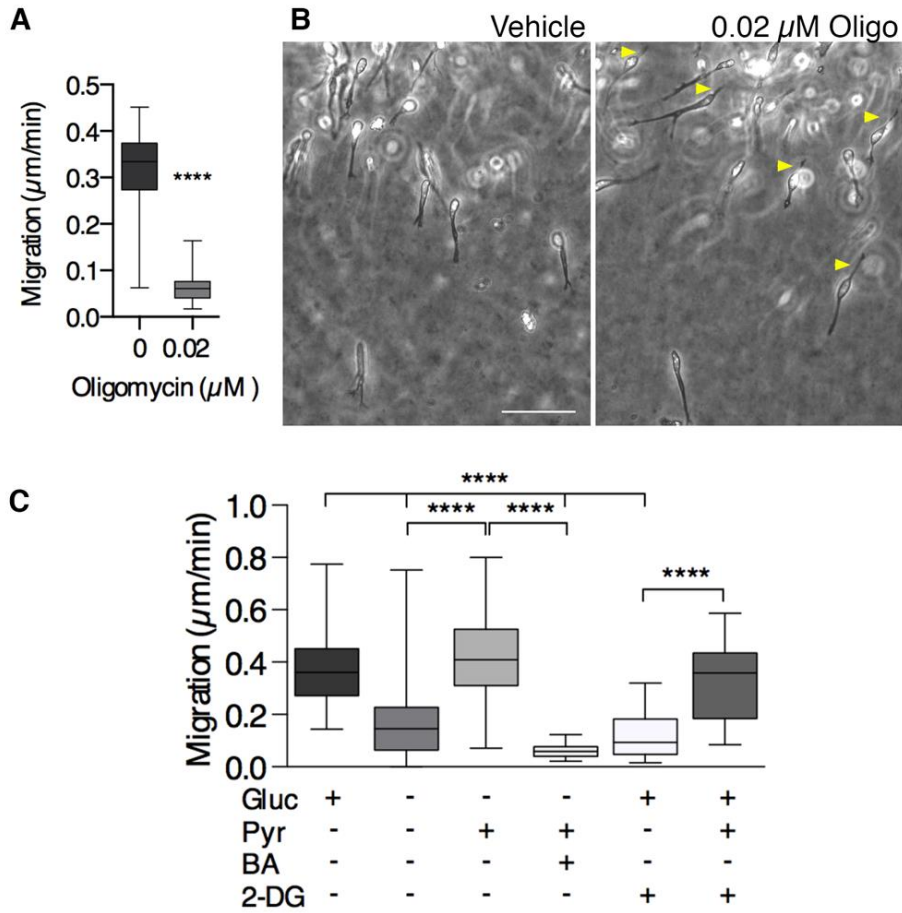 A
0.5
0.4
0.3
0.2
0.1
0.0
Migration (µm/min)
****
0 0.02
Oligomycin (µM )
B
Vehicle
0.02 µM Oligo
C
1.0
0.8
0.6
0.4
0.2
0.0
Migration (µm/min)
****
**** ****
****
Gluc + - - - + +
Pyr - - + + - +
BA - - - + - -
2-DG - - - - + +